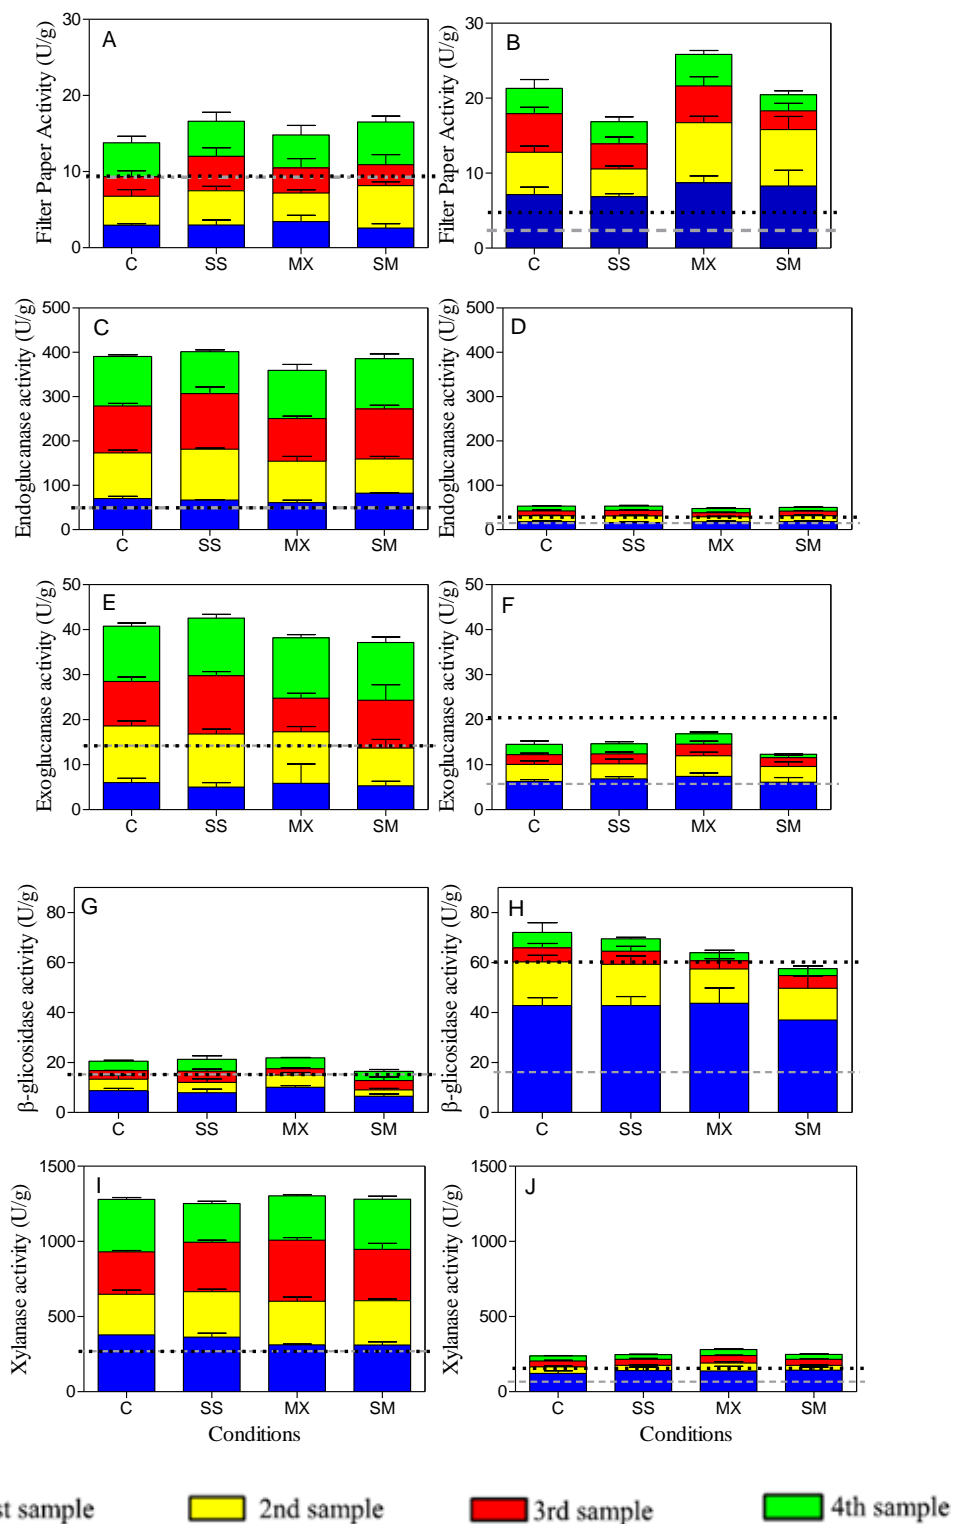 A
B
Filter Paper Activity (U/g)
30
20
10
0
C SS MX SM
Filter Paper Activity (U/g)
30
20
10
0
C SS MX SM
C
D
Endoglucanase activity (U/g)
500
400
300
200
100
0
C SS MX SM
Endoglucanase activity (U/g)
500
400
300
200
100
0
C SS MX SM
E
F
Exoglucanase activity (U/g)
50
40
30
20
10
0
C SS MX SM
Exoglucanase activity (U/g)
50
40
30
20
10
0
C SS MX SM
G
H
β-glicosidase activity (U/g)
80
60
40
20
0
C SS MX SM
β-glicosidase activity (U/g)
80
60
40
20
0
C SS MX SM
I
J
Xylanase activity (U/g)
1500
1000
500
0
C SS MX SM
Conditions
Xylanase activity (U/g)
1500
1000
500
0
C SS MX SM
Conditions
st sample 2nd sample 3rd sample 4th sample